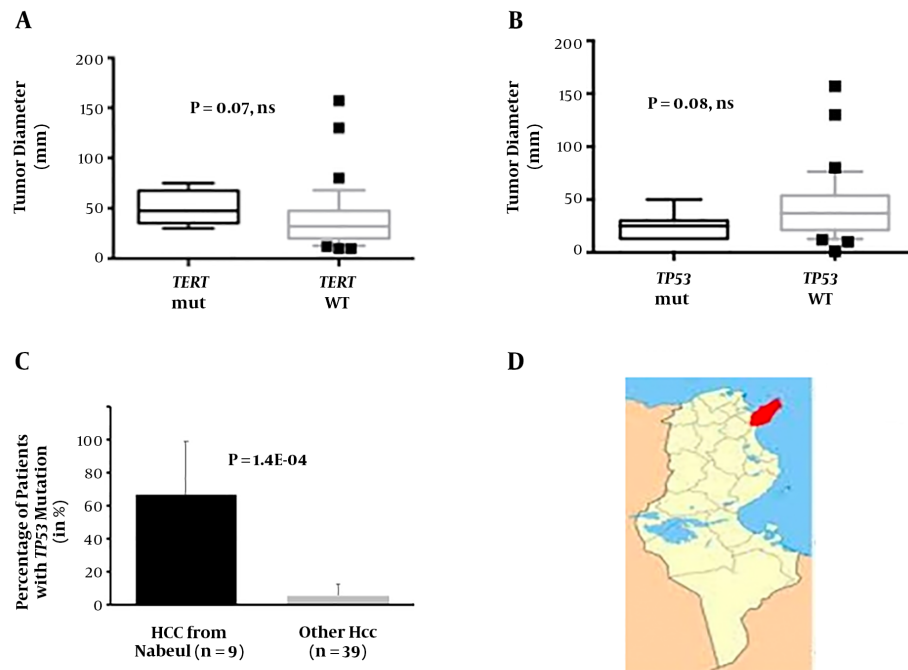 A
Tumor Diameter
(mm)
200
150
100
50
0
P = 0.07, ns
TERT
mut
TERT
WT
B
Tumor Diameter
(mm)
200
150
100
50
0
P = 0.08, ns
TP53
mut
TP53
WT
C
Percentage of Patients
with TP53 Mutation
(in %)
100
80
60
40
20
0
P = 1.4E-04
HCC from
Nabeul (n = 9)
Other Hcc
(n = 39)
D